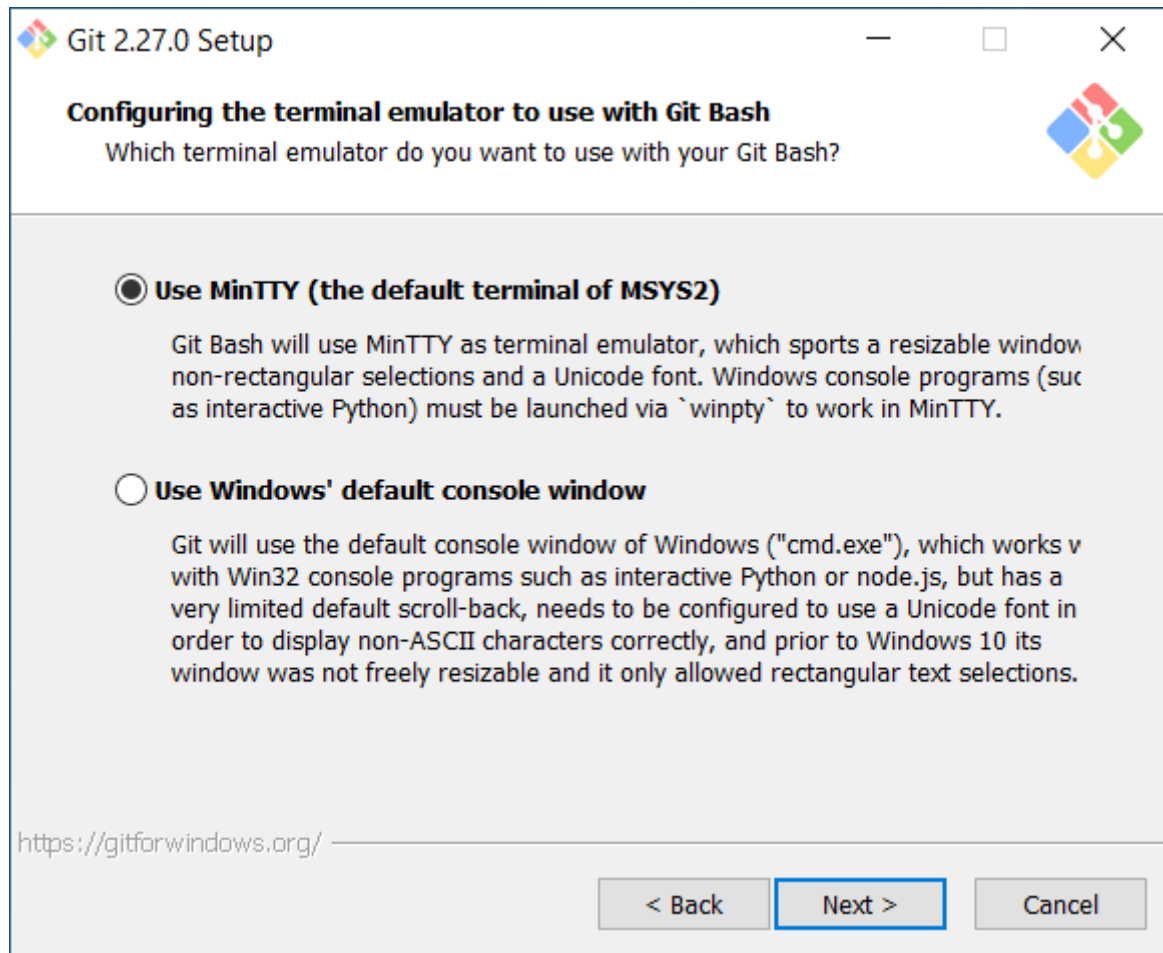 Git 2.27.0 Setup
Configuring the terminal emulator to use with Git Bash
Which terminal emulator do you want to use with your Git Bash?
Use MinTTY (the default terminal of MSYS2)
Git Bash will use MinTTY as terminal emulator, which sports a resizable window
non-rectangular selections and a Unicode font. Windows console programs (suc
as interactive Python) must be launched via `winpty` to work in MinTTY.
Use Windows' default console window
Git will use the default console window of Windows ("cmd.exe"), which works
with Win32 console programs such as interactive Python or node.js, but has a
very limited default scroll-back, needs to be configured to use a Unicode font in
order to display non-ASCII characters correctly, and prior to Windows 10 its
window was not freely resizable and it only allowed rectangular text selections.
https://gitforwindows.org/
< Back
Next >
Cancel